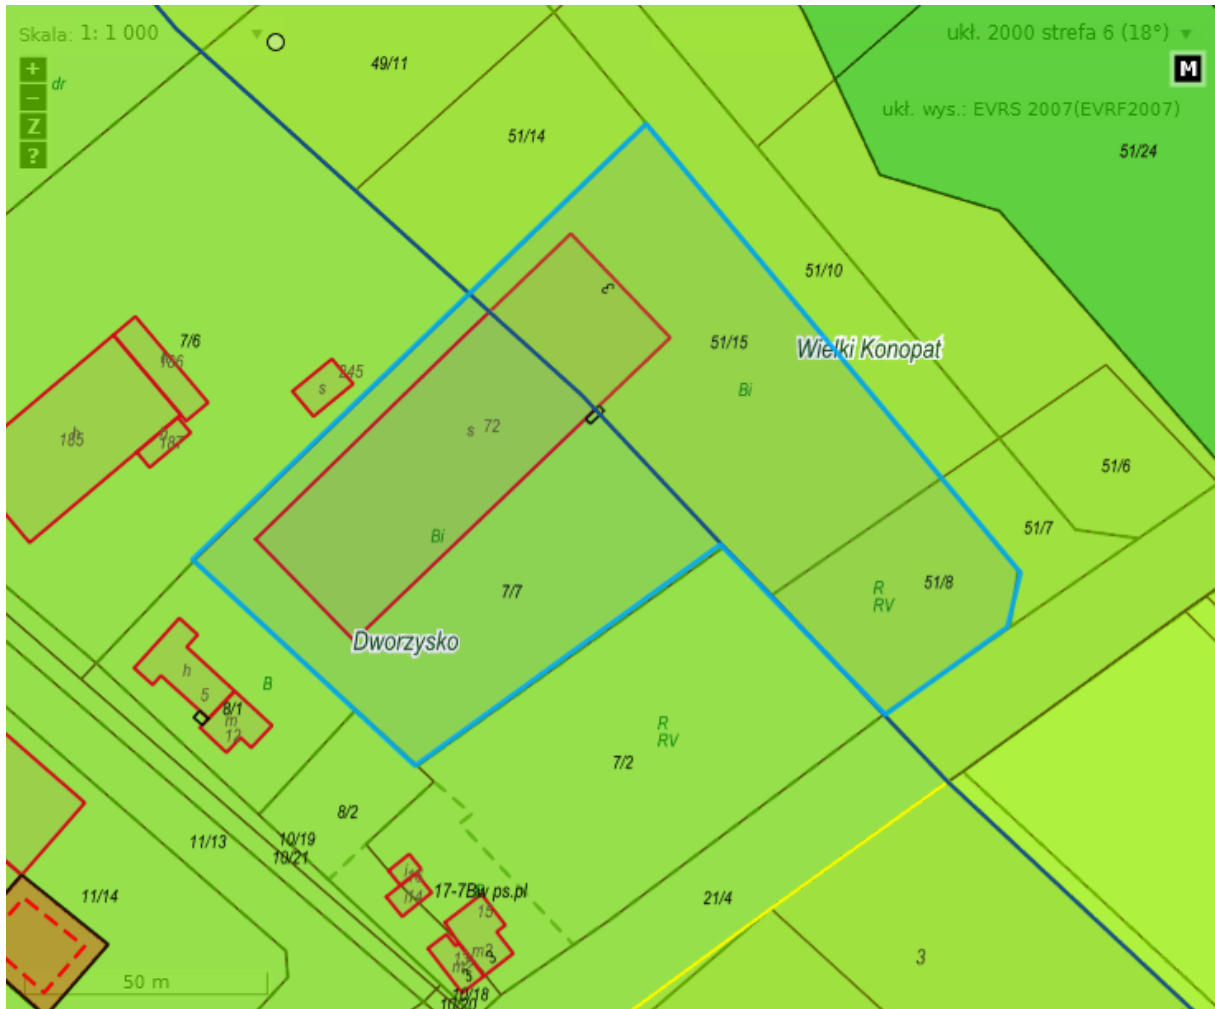 Skala: 1: 1 000
ukł. 2000 strefa 6 (18°)
+
−
Z
?
M
ukł. wys.: EVRS 2007(EVRF2007)
dr
49/11
51/14
51/24
51/10
7/6
245
s
51/15
Wielki Konopat
Bi
s 72
185
187
h
51/6
51/7
Bi
7/7
R
RV
51/8
Dworzysko
h
5
B
8/1
m
12
R
RV
7/2
8/2
11/13
10/19
10/21
11/14
17-7Bw ps.pl
15
21/4
3
50 m
10/18
10/20